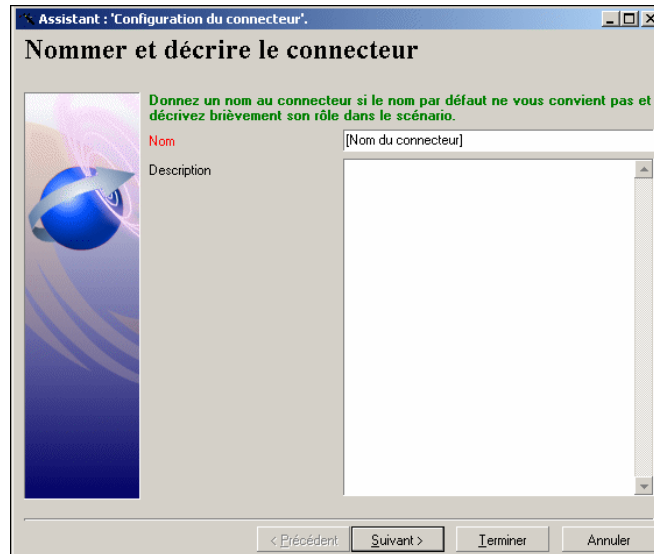 Assistant : 'Configuration du connecteur'.
Nommer et décrire le connecteur
Donnez un nom au connecteur si le nom par défaut ne vous convient pas et
décrivez brièvement son rôle dans le scénario.
Nom [Nom du connecteur]
Description
< Précédent Suivant > Terminer Annuler